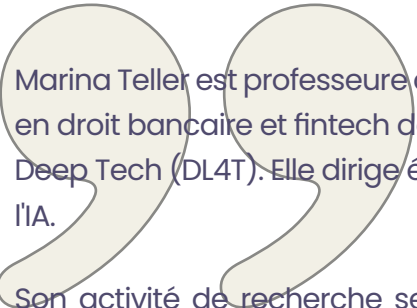 Marina Teller est professeure
en droit bancaire et fintech d
Deep Tech (DL4T). Elle dirige é
l'IA.
Son activité de recherche se